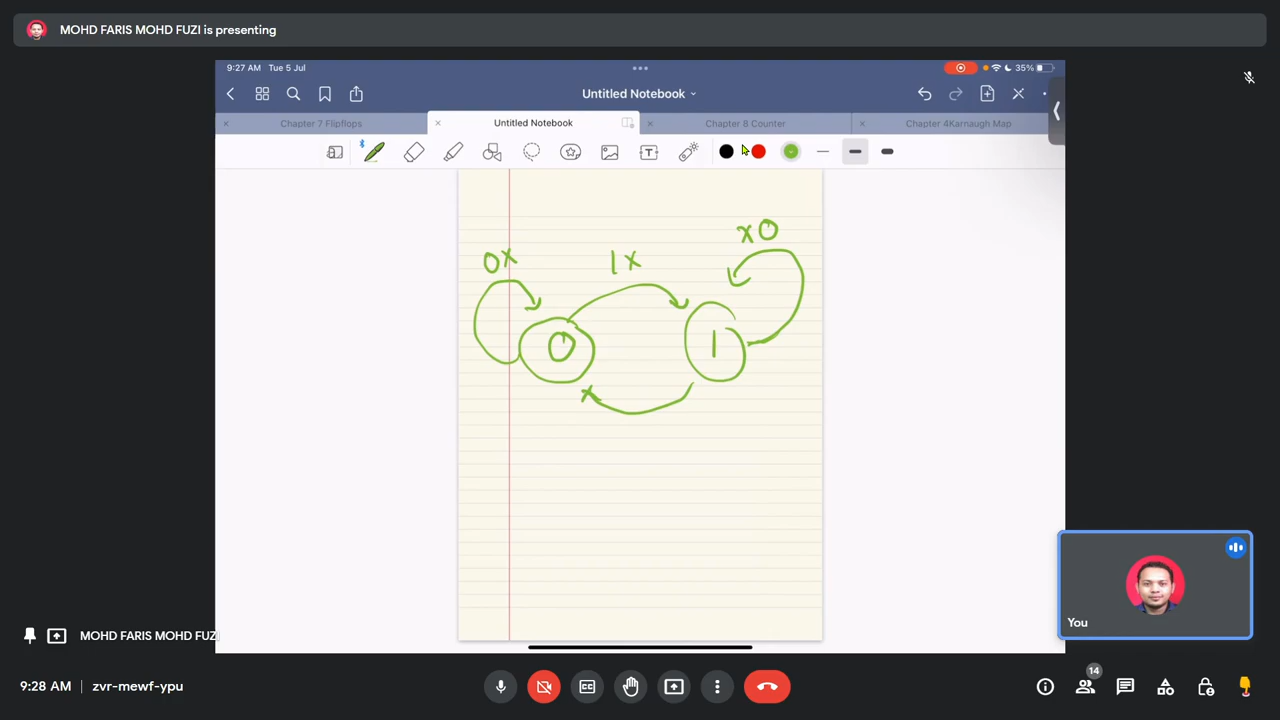 MOHD FARIS MOHD FUZI is presenting
9:27 AM Tue 5 Jul
35%
Untitled Notebook
Chapter 7 Flipflops
Untitled Notebook
Chapter 8 Counter
Chapter 4Karnaugh Map
T
x0
0x
1x
0
1
You
MOHD FARIS MOHD FUZI
14
9:28 AM
zvr-mewf-ypu